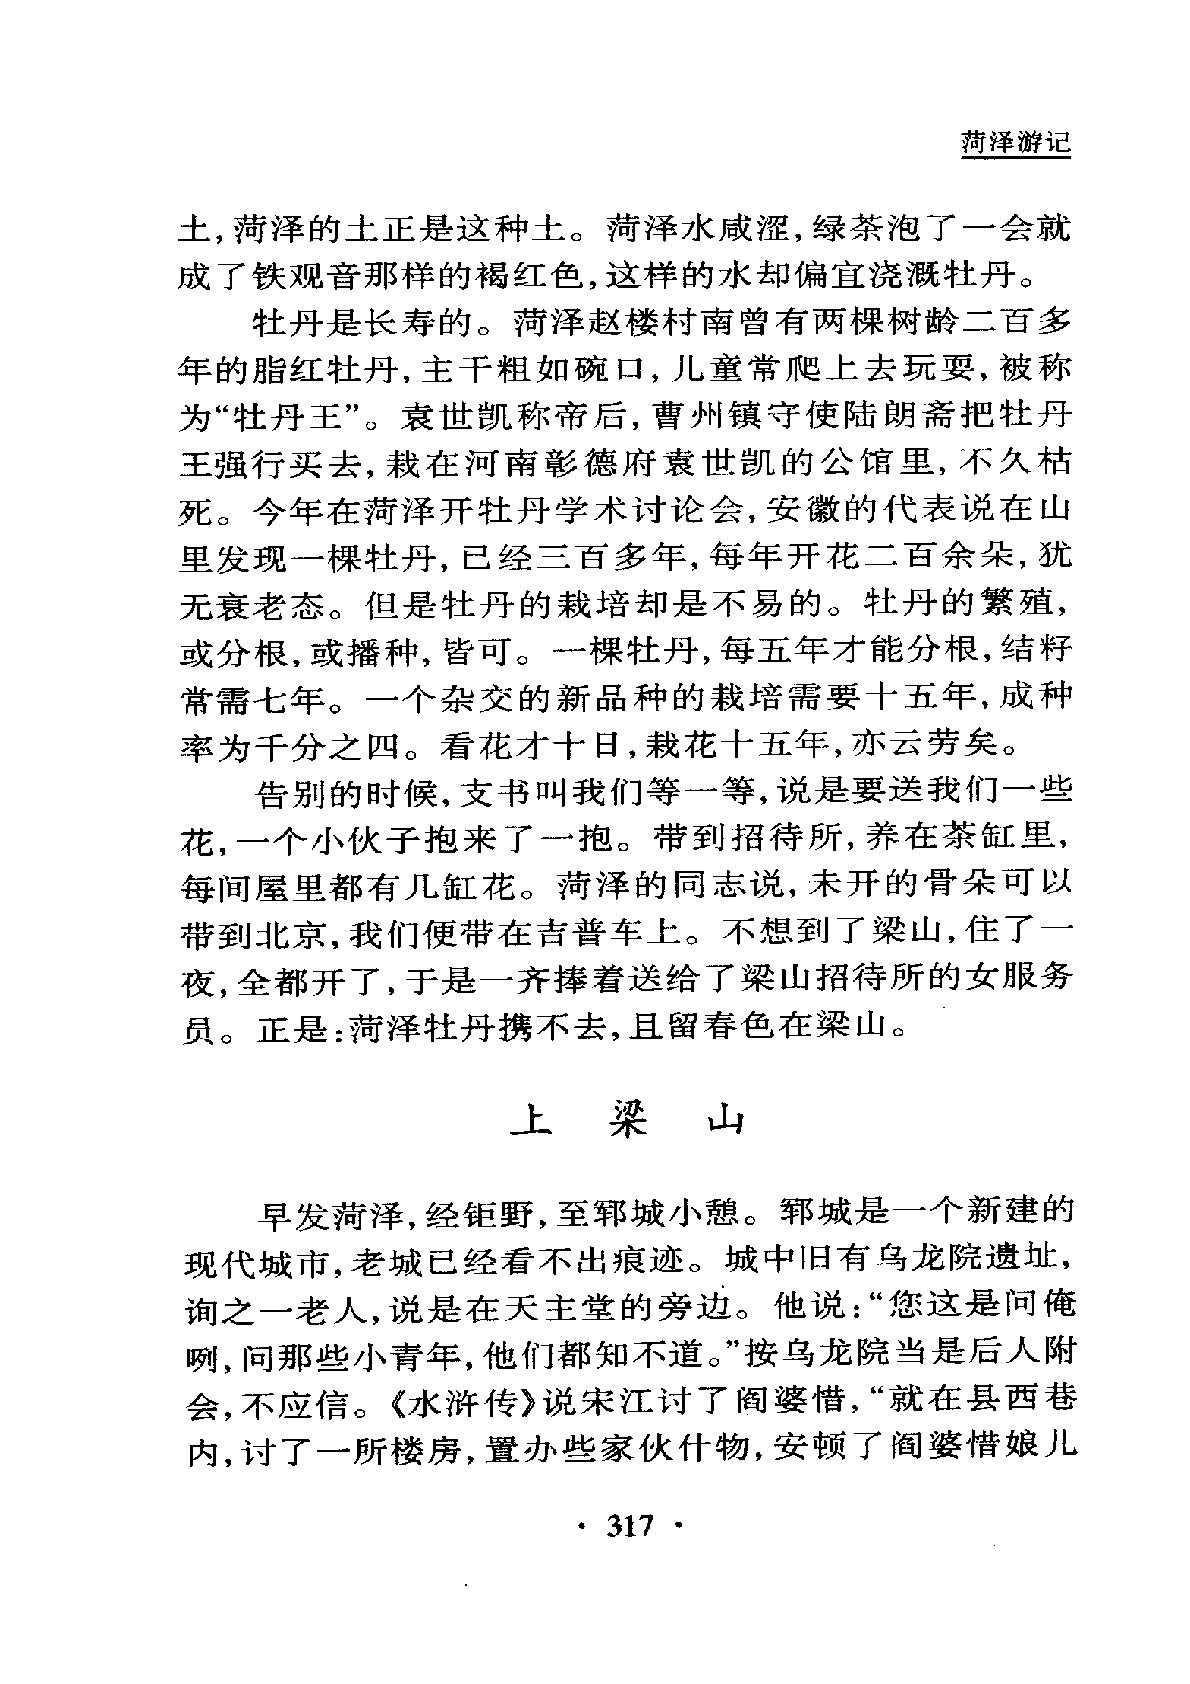 菏泽游记
土,菏泽的土正是这种土。菏泽水咸涩,绿茶泡了一会就
成了铁观音那样的褐红色,这样的水却偏宜浇溉牡丹。
牡丹是长寿的。菏泽赵楼村南曾有两棵树龄二百多
年的脂红牡丹,主干粗如碗口,儿童常爬上去玩耍,被称
为“牡丹王”。袁世凯称帝后,曹州镇守使陆朗斋把牡丹
王强行买去,栽在河南彰德府袁世凯的公馆里,不久枯
死。今年在菏泽开牡丹学术讨论会,安徽的代表说在山
里发现一棵牡丹,已经三百多年,每年开花二百余朵,犹
无衰老态。但是牡丹的栽培却是不易的。牡丹的繁殖,
或分根,或播种,皆可。一棵牡丹,每五年才能分根,结籽
常需七年。一个杂交的新品种的栽培需要十五年,成种
率为千分之四。看花才十日,栽花十五年,亦云劳矣。
告别的时候,支书叫我们等一等,说是要送我们一些
花,一个小伙子抱来了一抱。带到招待所,养在茶缸里,
每间屋里都有几缸花。菏泽的同志说,未开的骨朵可以
带到北京,我们便带在吉普车上。不想到了梁山,住了一
夜,全都开了,于是一齐捧着送给了梁山招待所的女服务
员。正是:菏泽牡丹携不去,且留春色在梁山。
上 梁 山
早发菏泽,经钜野,至郓城小憩。郓城是一个新建的
现代城市,老城已经看不出痕迹。城中旧有乌龙院遗址,
询之一老人,说是在天主堂的旁边。他说:“您这是问俺
咧,问那些小青年,他们都知不道。”按乌龙院当是后人附
会,不应信。《水浒传》说宋江讨了阎婆惜,“就在县西巷
内,讨了一所楼房,置办些家伙什物,安顿了阎婆惜娘儿
· 317 ·